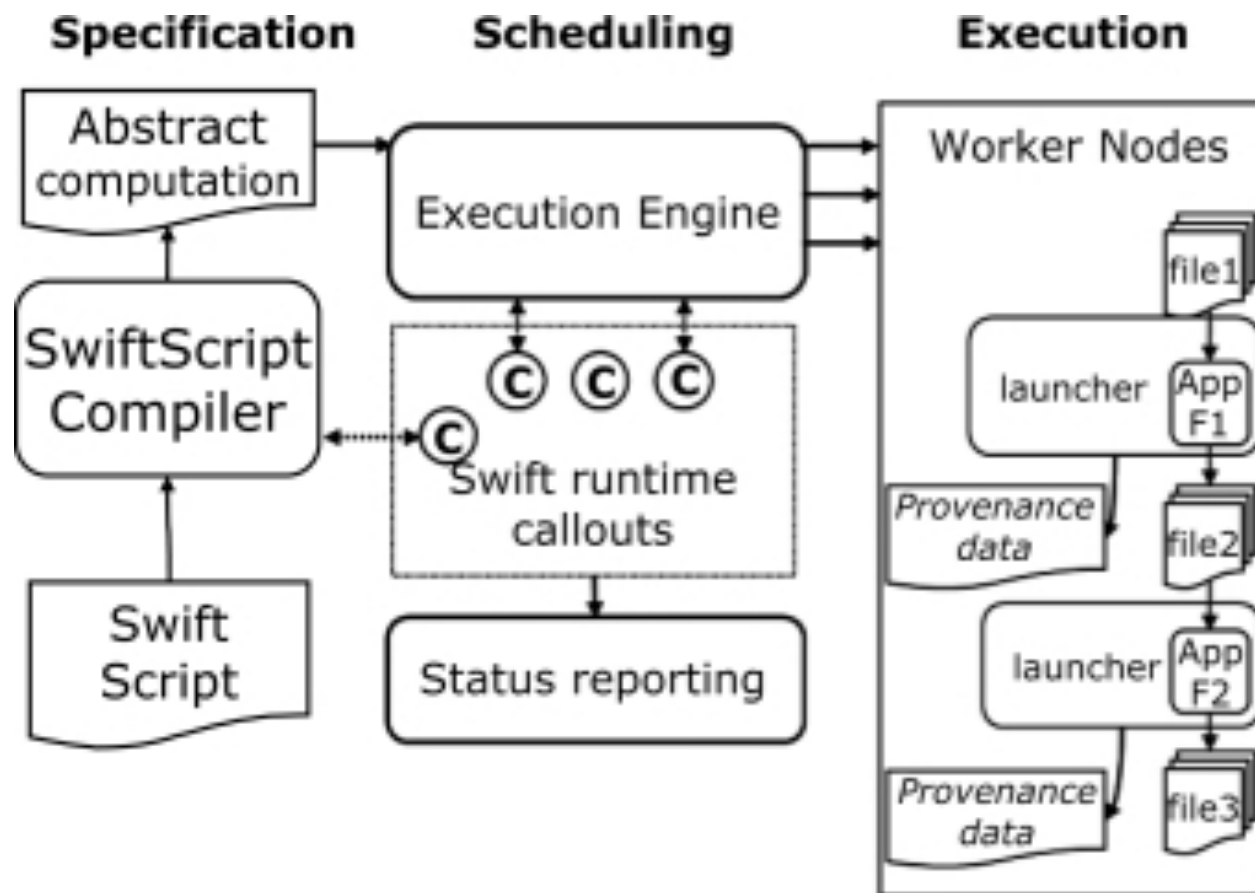 Specification
Scheduling
Execution
Abstract
computation
SwiftScript
Compiler
Swift
Script
Execution Engine
C
C
C
C
Swift runtime
callouts
Status reporting
Worker Nodes
file1
launcher
App
F1
Provenance
data
file2
launcher
App
F2
Provenance
data
file3